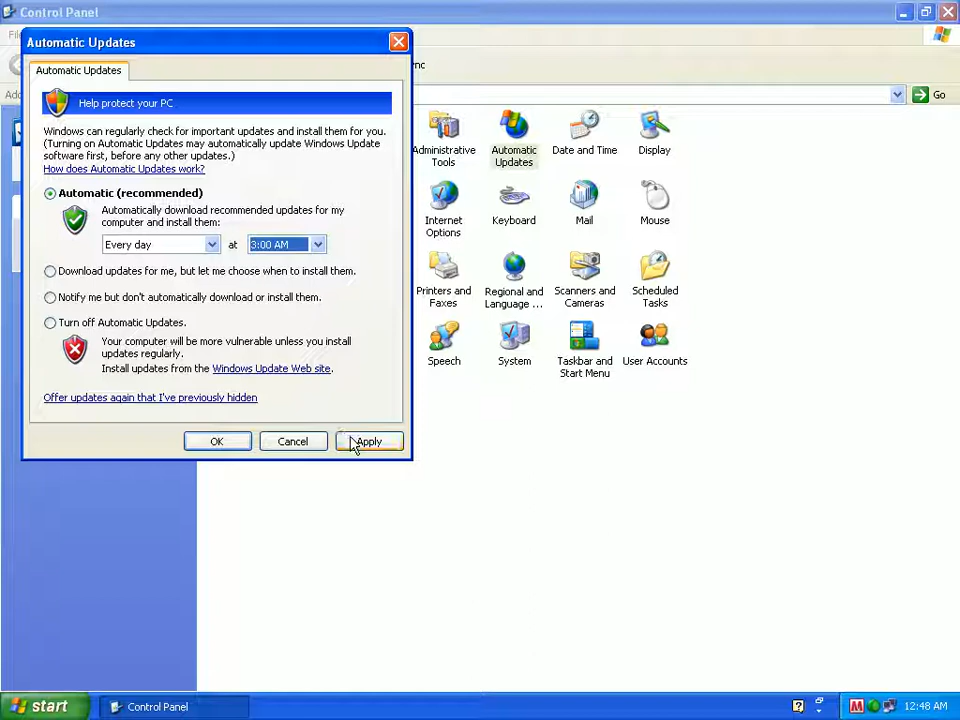 Control Panel
Automatic Updates
Automatic Updates
Help protect your PC
Windows can regularly check for important updates and install them for you.
(Turning on Automatic Updates may automatically update Windows Update
software first, before any other updates.)
How does Automatic Updates work?
Automatic (recommended)
Automatically download recommended updates for my
computer and install them:
Every day
at
3:00 AM
Download updates for me, but let me choose when to install them.
Notify me but don't automatically download or install them.
Turn off Automatic Updates.
Your computer will be more vulnerable unless you install
updates regularly.
Install updates from the Windows Update Web site.
Offer updates again that I've previously hidden
OK
Cancel
Apply
Go
Administrative
Tools
Automatic
Updates
Date and Time
Display
Internet
Options
Keyboard
Mail
Mouse
Printers and
Faxes
Regional and
Language ...
Scanners and
Cameras
Scheduled
Tasks
Speech
System
Taskbar and
Start Menu
User Accounts
start
Control Panel
12:48 AM